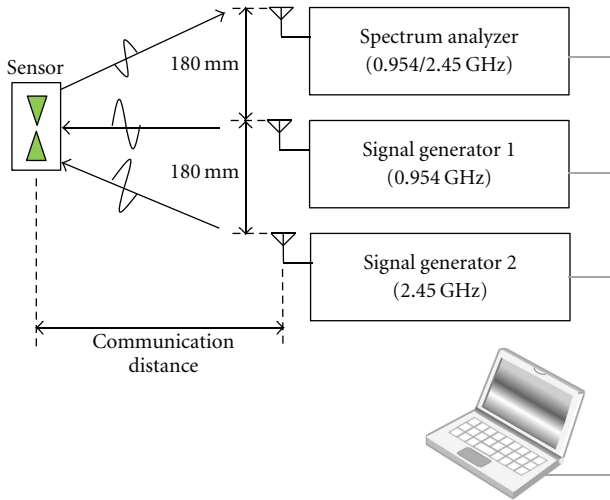 Sensor
180 mm
Spectrum analyzer
(0.954/2.45 GHz)
180 mm
Signal generator 1
(0.954 GHz)
Signal generator 2
(2.45 GHz)
Communication
distance